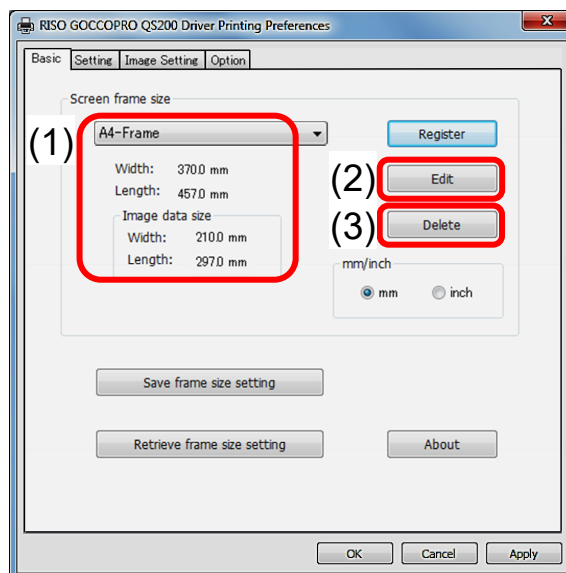 RISO GOCCOPRO QS200 Driver Printing Preferences
x
Basic Setting Image Setting Option
Screen frame size
(1)
A4-Frame
Register
Width: 370.0 mm
(2)
Edit
Length: 457.0 mm
Image data size
(3)
Delete
Width: 210.0 mm
Length: 297.0 mm
mm/inch
mm inch
Save frame size setting
Retrieve frame size setting About
OK Cancel Apply